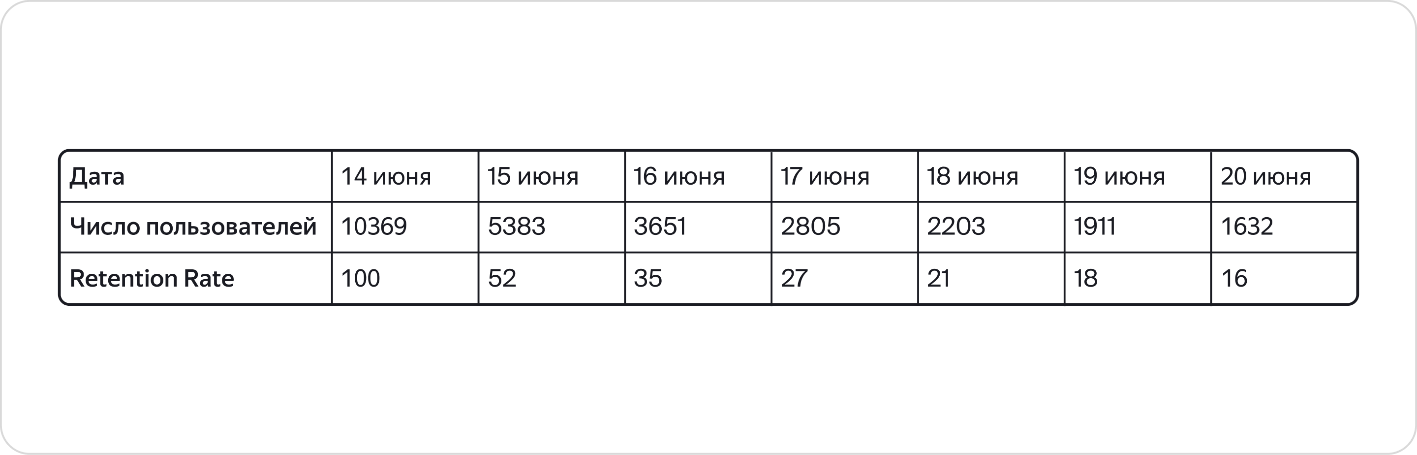 Дата 14 июня 15 июня 16 июня 17 июня 18 июня 19 июня 20 июня
Число пользователей 10369 5383 3651 2805 2203 1911 1632
Retention Rate 100 52 35 27 21 18 16